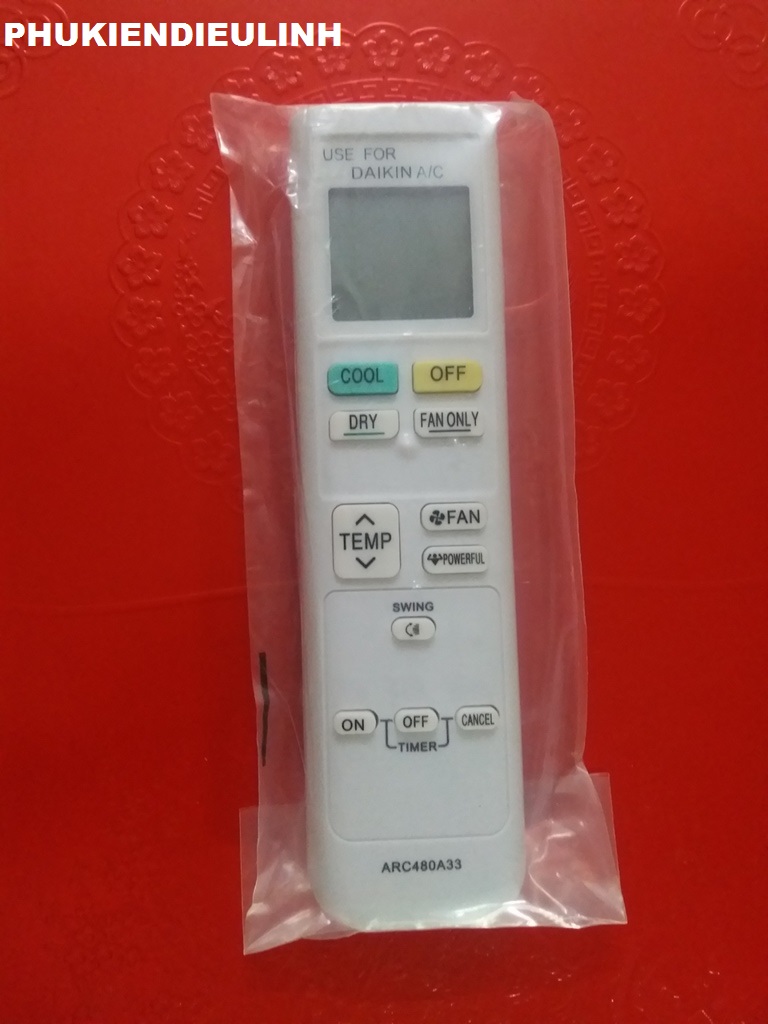 PHUKIENDIEULINH
USE FOR
DAIKIN A/C
COOL
OFF
DRY
FAN ONLY
TEMP
FAN
POWERFUL
SWING
ON
OFF
CANCEL
TIMER
ARC480A33